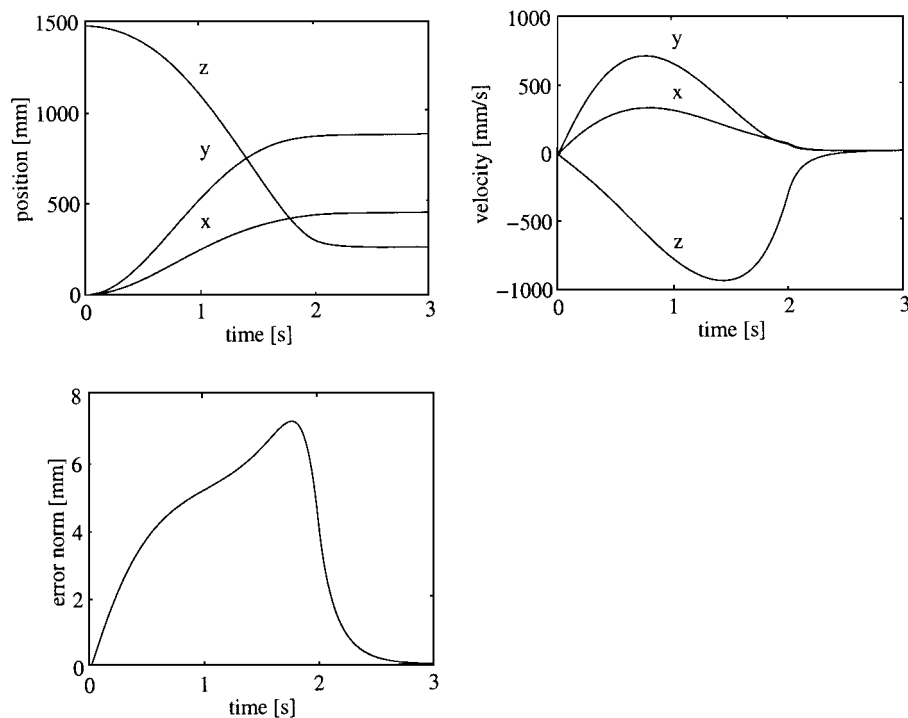 1500
1000
500
0
position [mm]
z
y
x
0 1 2 3
time [s]
1000
500
0
−500
−1000
velocity [mm/s]
y
x
z
0 1 2 3
time [s]
8
6
4
2
0
error norm [mm]
0 1 2 3
time [s]